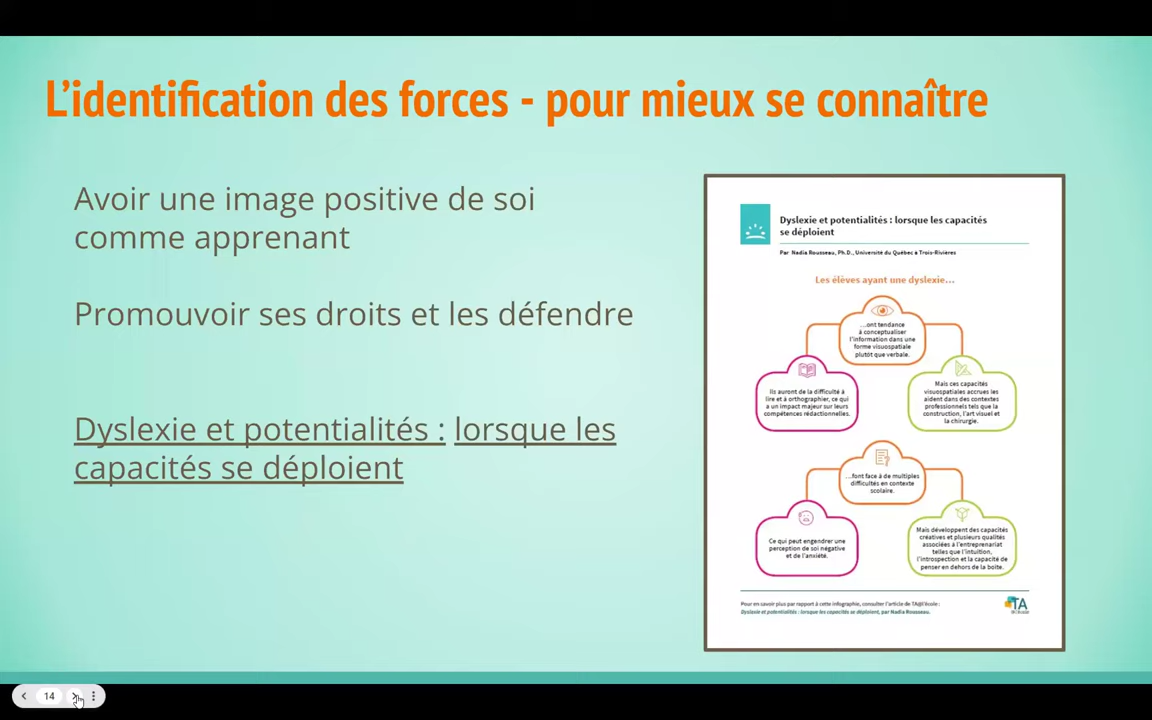 L'identification des forces - pour mieux se connaître
Avoir une image positive de soi
comme apprenant
Promouvoir ses droits et les défendre
Dyslexie et potentialités : lorsque les
capacités se déploient
Dyslexie et potentialités : lorsque les capacités
se déploient
Par Nadia Rousseau, Ph.D., Université du Québec à Trois-Rivières
Les élèves ayant une dyslexie...
...ont tendance
à conceptualiser
l'information dans une
forme visuospatiale
plutôt que verbale.
Ils auront de la difficulté à
lire et à orthographier, ce qui
a un impact majeur sur leurs
compétences rédactionnelles.
Mais ces capacités
visuospatiales accrues les
aident dans des contextes
professionnels tels que la
construction, l'art visuel et
la chirurgie.
...font face à de multiples
difficultés en contexte
scolaire.
Ce qui peut engendrer une
perception de soi négative
et de l'anxiété.
Mais développent des capacités
créatives et plusieurs qualités
associées à l'entreprenariat
telles que l'intuition,
l'introspection et la capacité de
penser en dehors de la boite.
Pour en savoir plus par rapport à cette infographie, consulter l'article de TA@l'école :
Dyslexie et potentialités : lorsque les capacités se déploient, par Nadia Rousseau.
TA
14